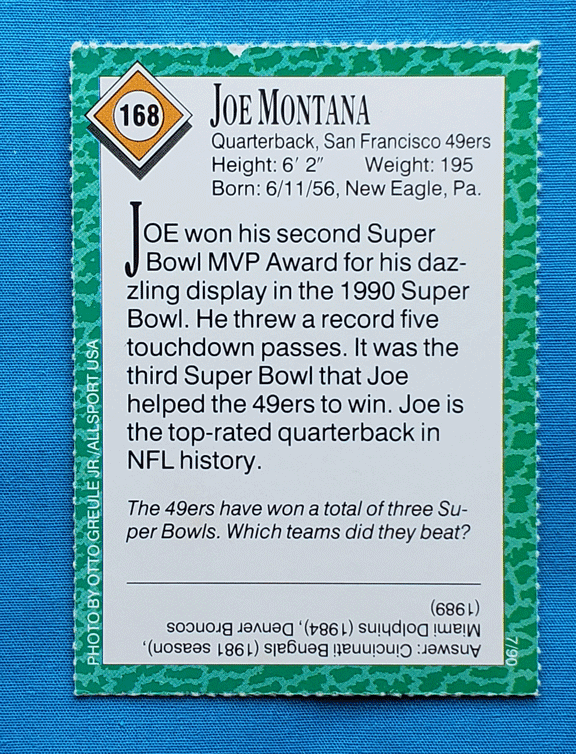 168
JOE MONTANA
Quarterback, San Francisco 49ers
Height: 6' 2" Weight: 195
Born: 6/11/56, New Eagle, Pa.
JOE won his second Super
Bowl MVP Award for his daz-
zling display in the 1990 Super
Bowl. He threw a record five
touchdown passes. It was the
third Super Bowl that Joe
helped the 49ers to win. Joe is
the top-rated quarterback in
NFL history.
The 49ers have won a total of three Su-
per Bowls. Which teams did they beat?
Answer: Cincinnati Bengals (1981 season),
Miami Dolphins (1984), Denver Broncos
(1989)
PHOTO BY OTTO GREULE JR./ALLSPORT USA
7/90